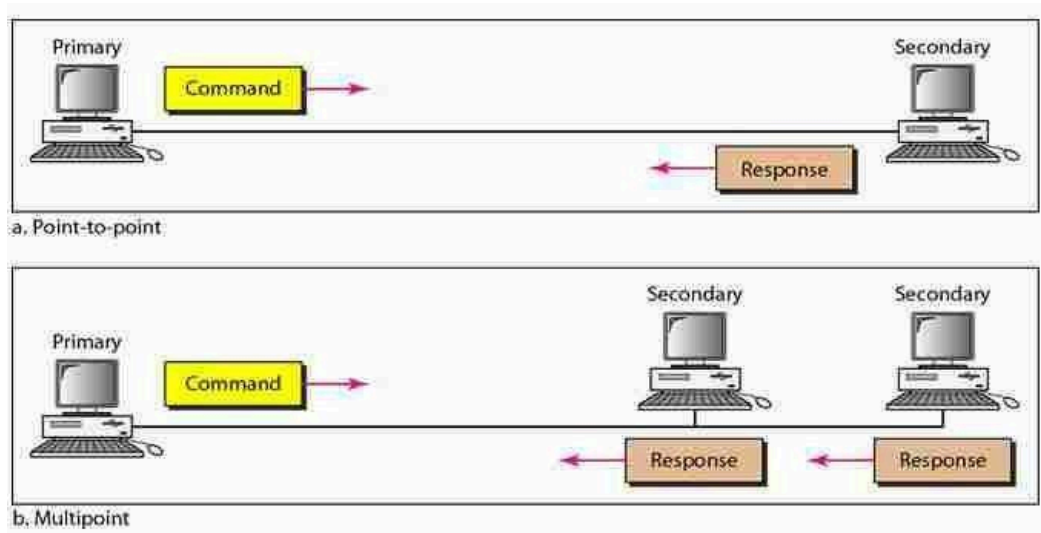 Primary
Secondary
Command
Response
a. Point-to-point
Secondary
Secondary
Primary
Command
Response
Response
b. Multipoint